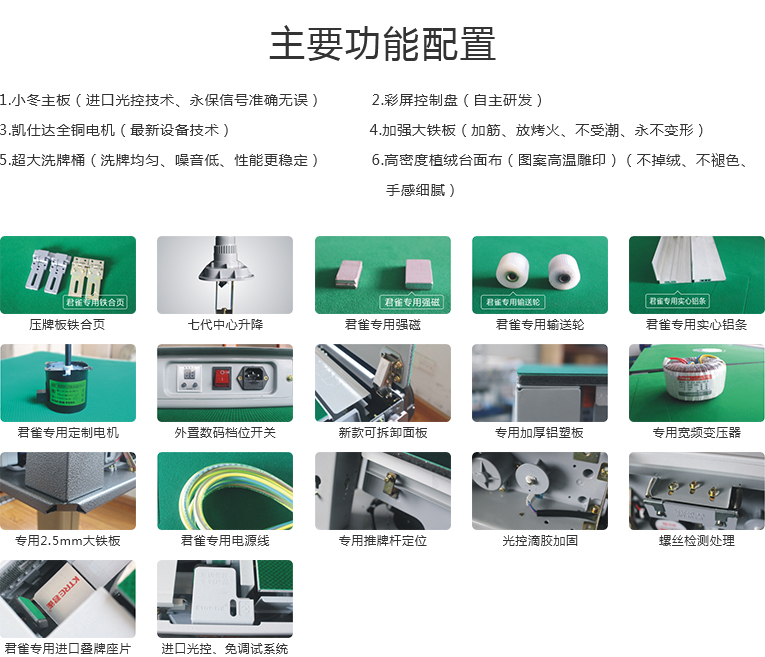 主要功能配置
1.小冬主板（进口光控技术、永保信号准确无误）
2.彩屏控制盘（自主研发）
3.凯仕达全铜电机（最新设备技术）
4.加强大铁板（加筋、放烤火、不受潮、永不变形）
5.超大洗牌桶（洗牌均匀、噪音低、性能更稳定）
6.高密度植绒台面布（图案高温雕印）（不掉绒、不褪色、
手感细腻）
君雀专用铁合页
君雀专用强磁
君雀专用输送轮
君雀专用实心铝条
压牌板铁合页
七代中心升降
君雀专用强磁
君雀专用输送轮
君雀专用实心铝条
君雀专用定制电机
外置数码档位开关
新款可拆卸面板
专用加厚铝塑板
专用宽频变压器
专用2.5mm大铁板
君雀专用电源线
专用推牌杆定位
光控滴胶加固
螺丝检测处理
KTRC
君雀专用进口叠牌座片
进口光控、免调试系统